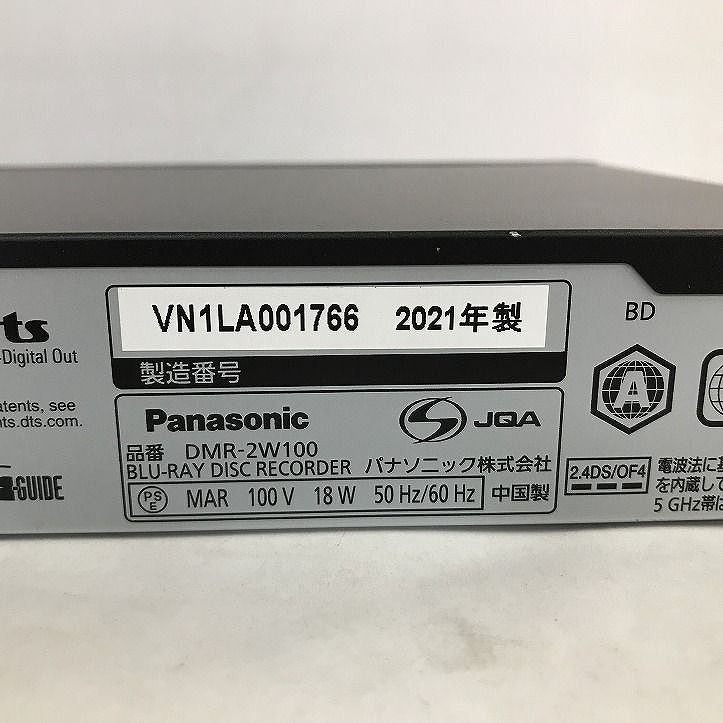 VN1LA001766 2021年製
製造番号
BD
ts
-Digital Out
atents, see
nts.dts.com.
G-GUIDE
Panasonic
JQA
品番 DMR-2W100
BLU-RAY DISC RECORDER パナソニック株式会社
PSE MAR 100 V 18 W 50 Hz/60 Hz 中国製
A
2.4DS/OF4
電波法に基
を内蔵して
5 GHz帯は